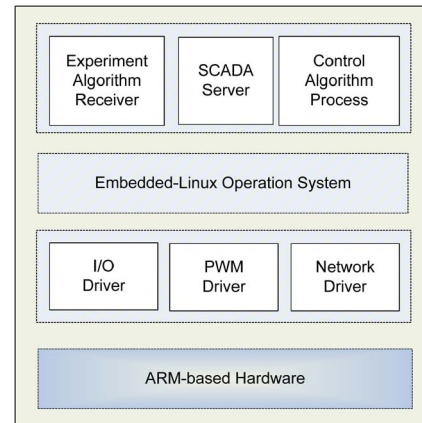 Experiment
Algorithm
Receiver
SCADA
Server
Control
Algorithm
Process
Embedded-Linux Operation System
I/O
Driver
PWM
Driver
Network
Driver
ARM-based Hardware